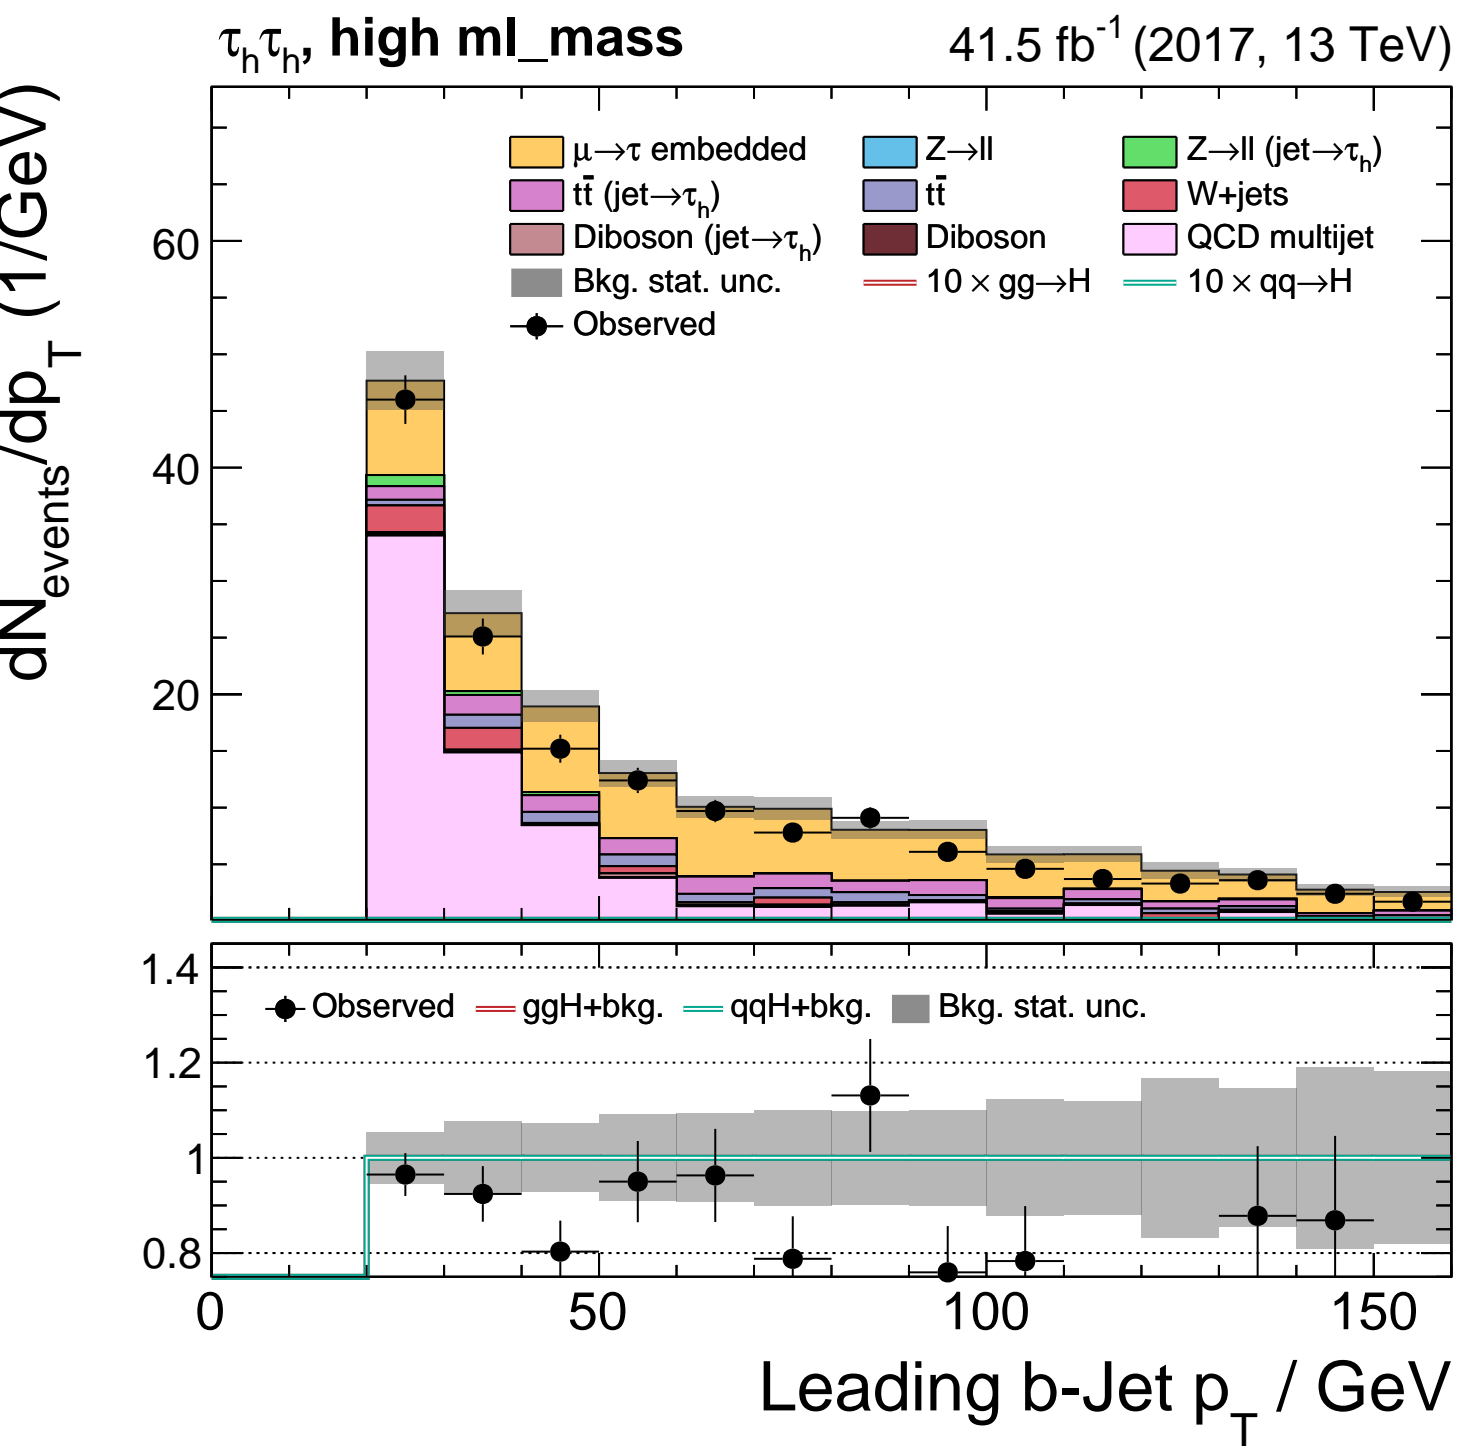 τhτh, high ml_mass 41.5 fb-1 (2017, 13 TeV)
dNevents/dpT (1/GeV)
μ→τ embedded Z→ll Z→ll (jet→τh)
tt̄ (jet→τh) tt̄ W+jets
Diboson (jet→τh) Diboson QCD multijet
Bkg. stat. unc. 10 × gg→H 10 × qq→H
Observed
60
40
20
1.4
Observed ggH+bkg. qqH+bkg. Bkg. stat. unc.
1.2
1
0.8
0 50 100 150
Leading b-Jet pT / GeV